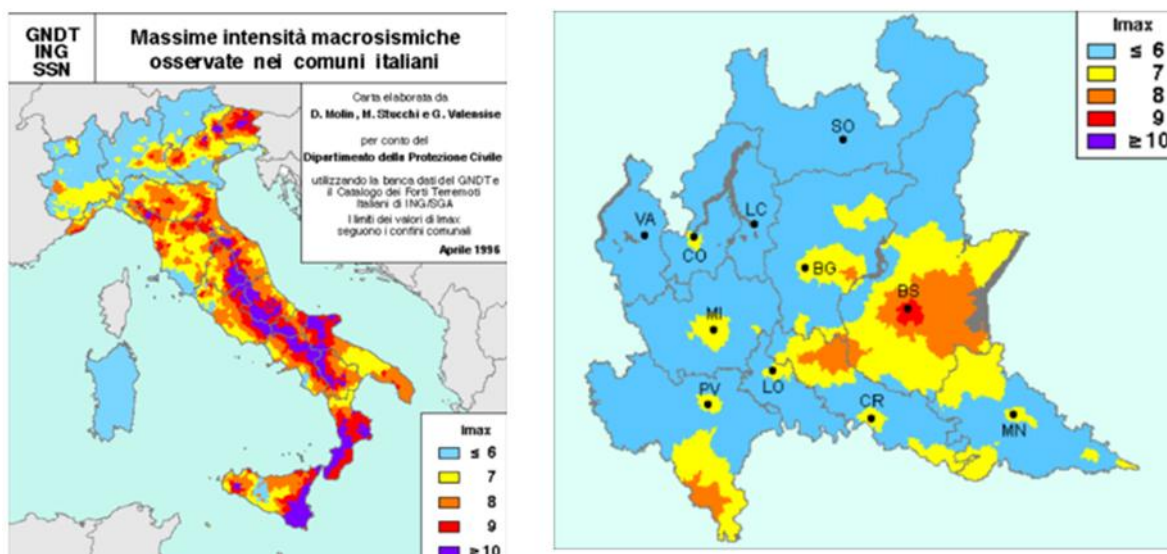 GNDT
ING
SSN
Massime intensità macrosismiche
osservate nei comuni italiani
Carta elaborata da
D. Molin, M. Stucchi e G. Valensise
per conto del
Dipartimento della Protezione Civile
utilizzando la banca dati del GNDT e
il Catalogo dei Forti Terremoti
Italiani di ING/SGA
I limiti dei valori di Imax
seguono i confini comunali
Aprile 1996
Imax
≤ 6
7
8
9
≥ 10
Imax
≤ 6
7
8
9
≥ 10
SO
VA
CO
LC
BG
BS
MI
LO
PV
CR
MN